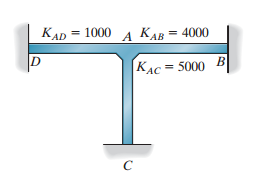 K_AD = 1000 A K_AB = 4000
D K_AC = 5000 B
C